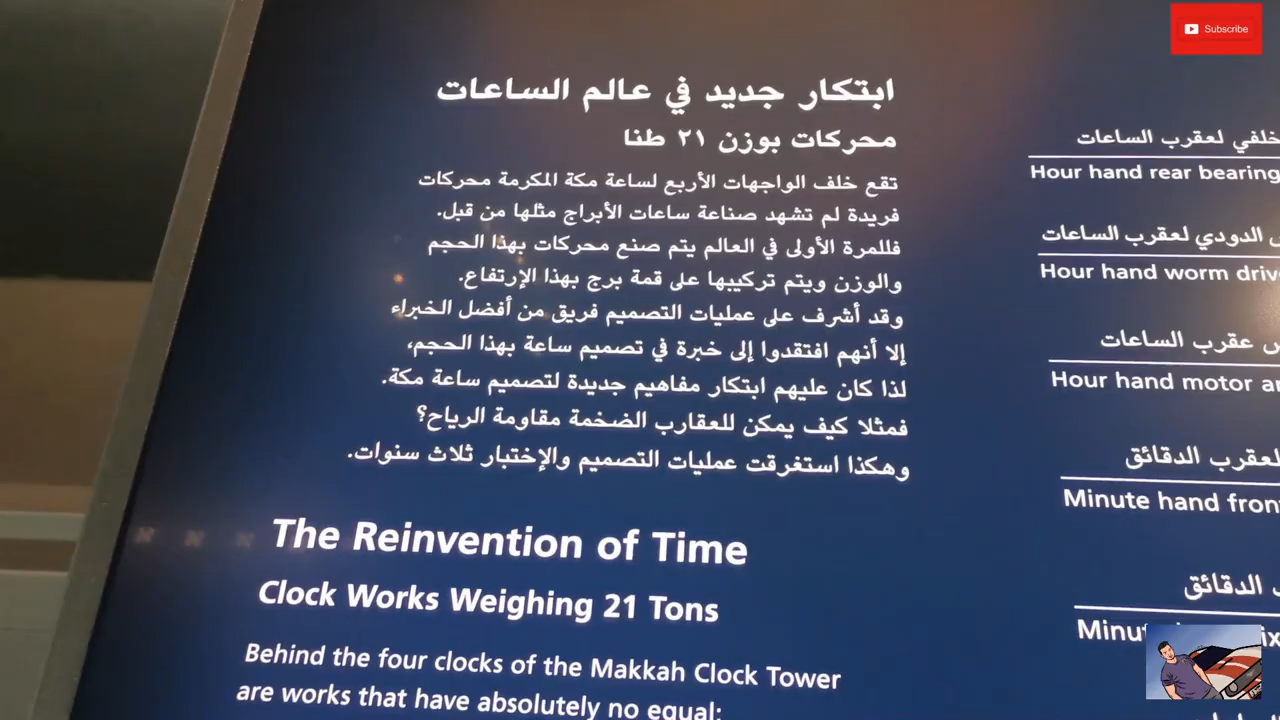 Subscribe
ابتكار جديد في عالم الساعات
محركات بوزن ٢١ طنا
تقع خلف الواجهات الأربع لساعة مكة المكرمة محركات
فريدة لم تشهد صناعة ساعات الأبراج مثلها من قبل.
فللمرة الأولى في العالم يتم صنع محركات بهذا الحجم
والوزن ويتم تركيبها على قمة برج بهذا الإرتفاع.
وقد أشرف على عمليات التصميم فريق من أفضل الخبراء
إلا أنهم افتقدوا إلى خبرة في تصميم ساعة بهذا الحجم،
لذا كان عليهم ابتكار مفاهيم جديدة لتصميم ساعة مكة.
فمثلا كيف يمكن للعقارب الضخمة مقاومة الرياح؟
وهكذا استغرقت عمليات التصميم والإختبار ثلاث سنوات.
The Reinvention of Time
Clock Works Weighing 21 Tons
Behind the four clocks of the Makkah Clock Tower
are works that have absolutely no equal:
لعقرب الساعات
Hour hand rear bearing
الدودي لعقرب الساعات
Hour hand worm
عقرب الساعات
Hour hand motor
لعقرب الدقائق
Minute hand
الدقائق